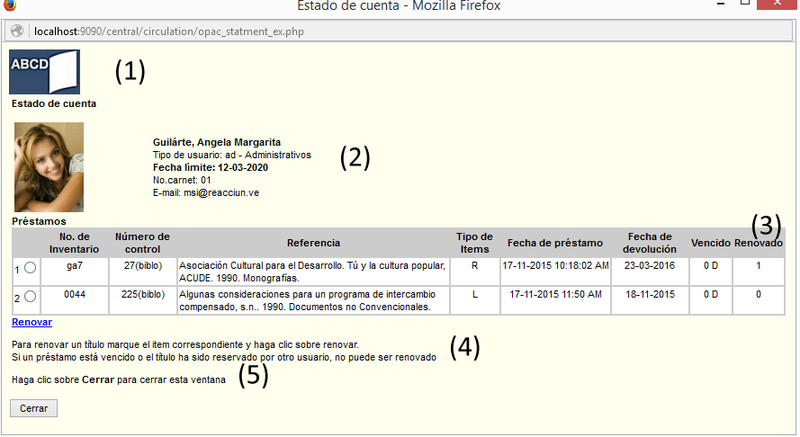 Estado de cuenta - Mozilla Firefox
localhost:9090/central/circulation/opac_statment_ex.php
ABCD
(1)
Estado de cuenta
Guilárte, Angela Margarita
Tipo de usuario: ad - Administrativos
(2)
Fecha límite: 12-03-2020
No.carnet: 01
E-mail: msi@reacciun.ve
Préstamos
(3)
No. de Inventario Número de control Referencia Tipo de Items Fecha de préstamo Fecha de devolución Vencido Renovado
1 ga7 27(biblo) Asociación Cultural para el Desarrollo. Tú y la cultura popular, ACUDE. 1990. Monografías. R 17-11-2015 10:18:02 AM 23-03-2016 0 D 1
2 0044 225(biblo) Algunas consideraciones para un programa de intercambio compensado, s.n.. 1990. Documentos no Convencionales. L 17-11-2015 11:50 AM 18-11-2015 0 D 0
Renovar
Para renovar un título marque el item correspondiente y haga clic sobre renovar.
Si un préstamo está vencido o el título ha sido reservado por otro usuario, no puede ser renovado
(4)
Haga clic sobre Cerrar para cerrar esta ventana
(5)
Cerrar